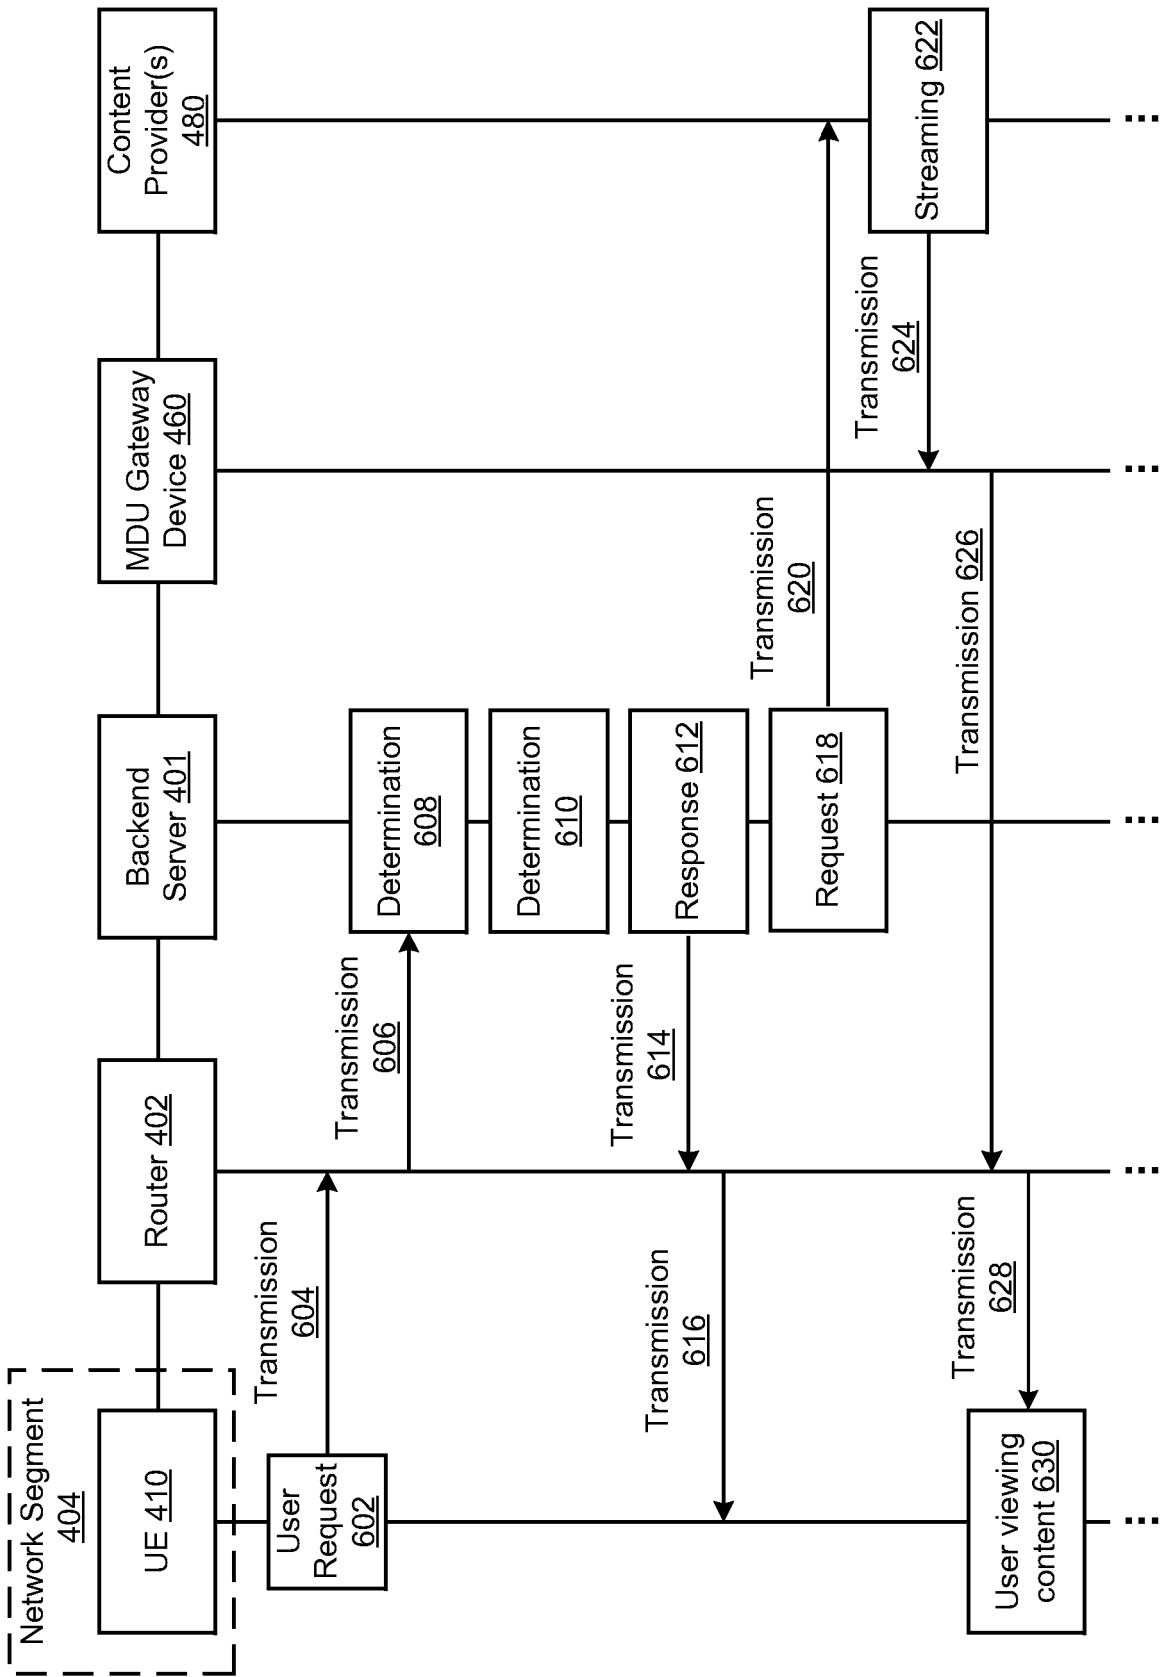 Network Segment
404
UE 410
Router 402
Backend
Server 401
MDU Gateway
Device 460
Content
Provider(s)
480
User
Request
602
Transmission
604
Transmission
606
Determination
608
Determination
610
Response 612
Transmission
614
Transmission
616
Request 618
Transmission
620
Streaming 622
Transmission
624
Transmission 626
Transmission
628
User viewing
content 630
...
...
...
...
...